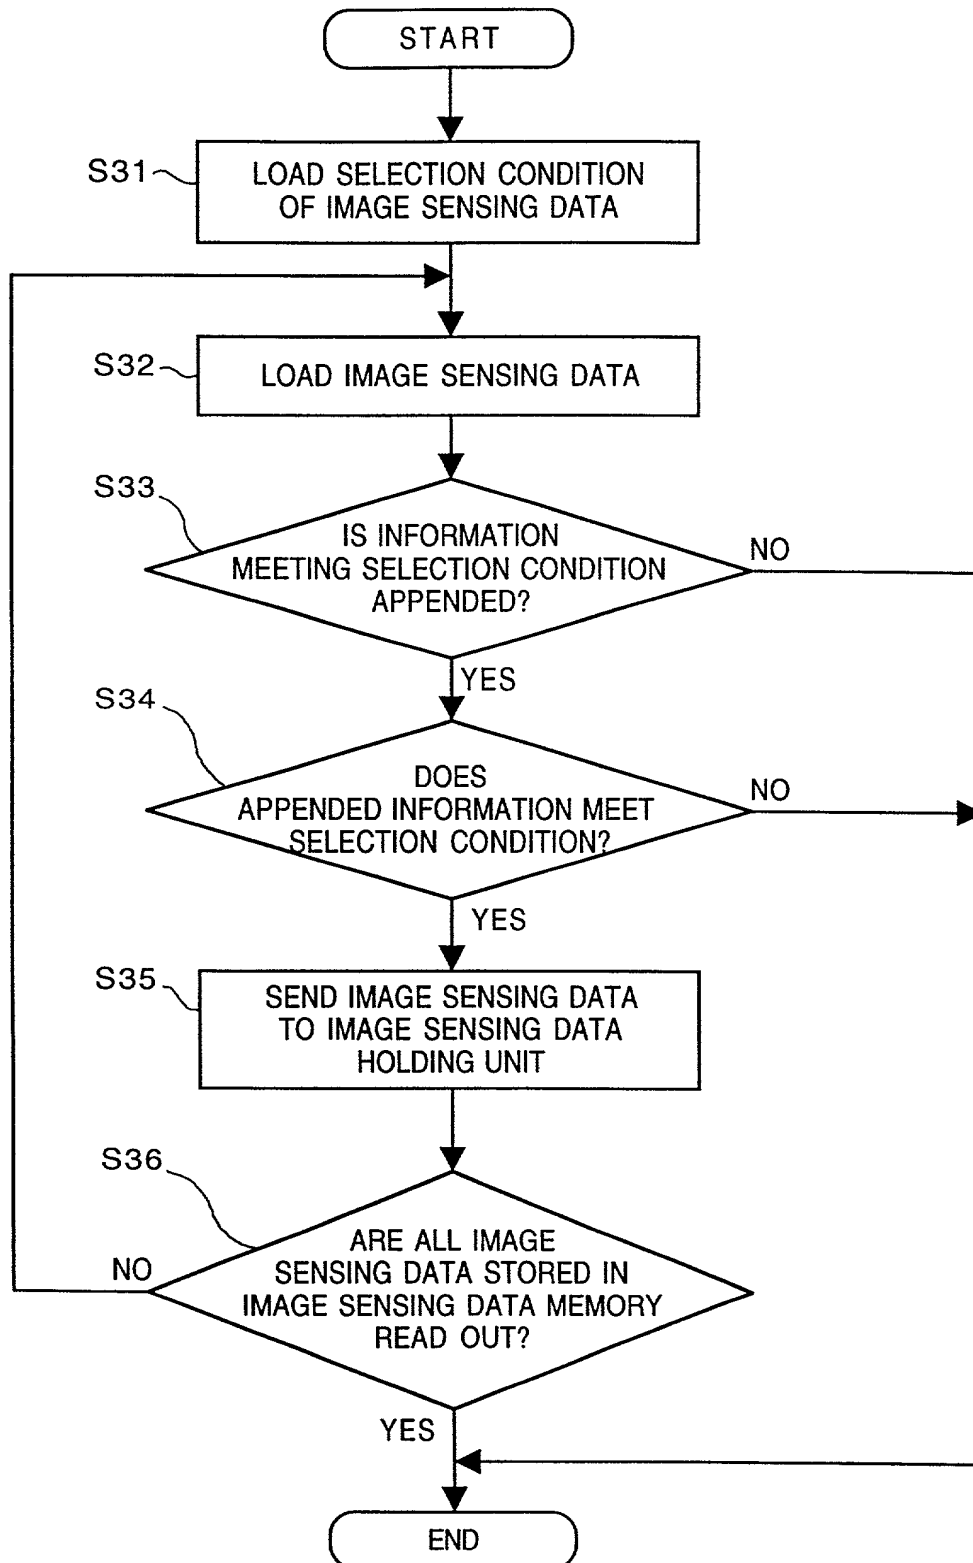 START
S31
LOAD SELECTION CONDITION
OF IMAGE SENSING DATA
S32
LOAD IMAGE SENSING DATA
S33
IS INFORMATION
MEETING SELECTION CONDITION
APPENDED?
NO
YES
S34
DOES
APPENDED INFORMATION MEET
SELECTION CONDITION?
NO
YES
S35
SEND IMAGE SENSING DATA
TO IMAGE SENSING DATA
HOLDING UNIT
S36
ARE ALL IMAGE
SENSING DATA STORED IN
IMAGE SENSING DATA MEMORY
READ OUT?
NO
YES
END